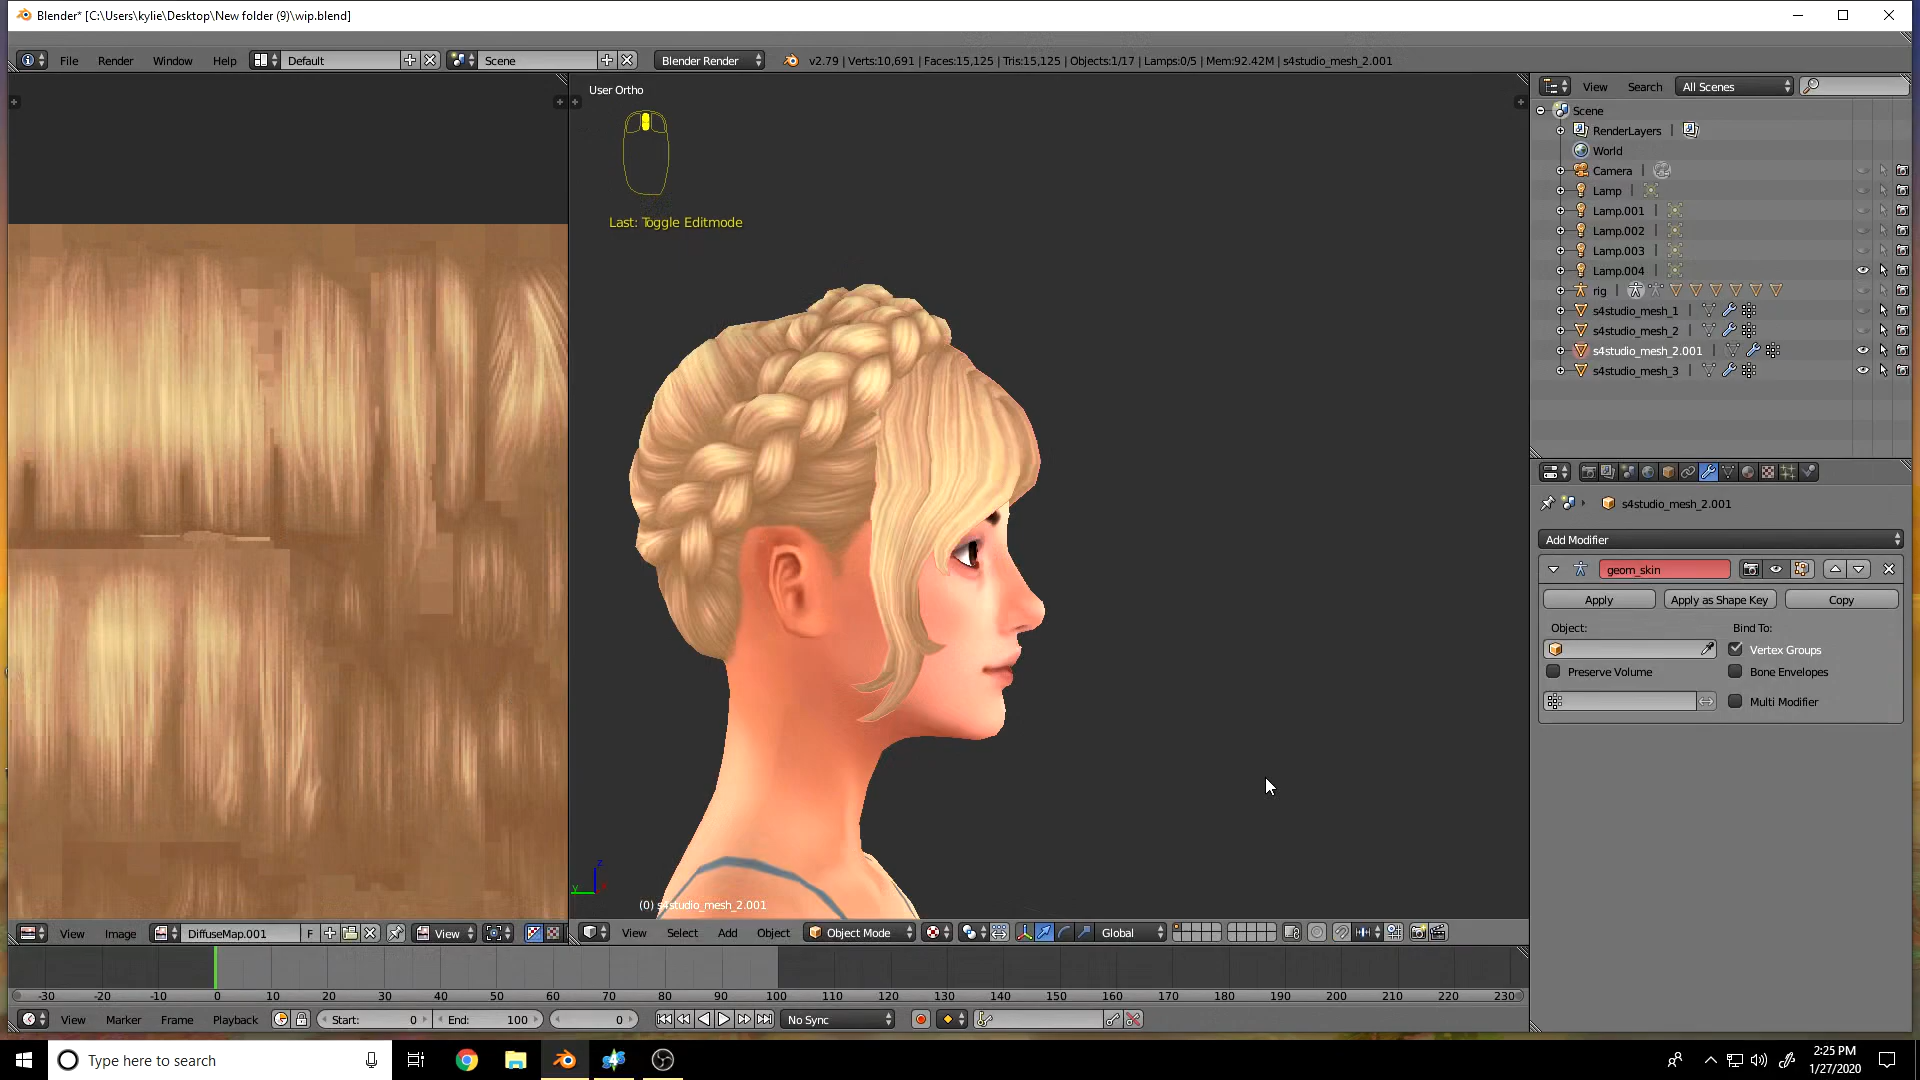 Blender* [C:\Users\kylie\Desktop\New folder (9)\wip.blend]
File Render Window Help Default Scene Blender Render v2.79 | Verts:10,691 | Faces:15,125 | Tris:15,125 | Objects:1/17 | Lamps:0/5 | Mem:92.42M | s4studio_mesh_2.001
User Ortho
Last: Toggle Editmode
(0) s4studio_mesh_2.001
z
y
View Search All Scenes
Scene
RenderLayers
World
Camera
Lamp
Lamp.001
Lamp.002
Lamp.003
Lamp.004
rig
s4studio_mesh_1
s4studio_mesh_2
s4studio_mesh_2.001
s4studio_mesh_3
s4studio_mesh_2.001
Add Modifier
geom_skin
Apply Apply as Shape Key Copy
Object: Bind To:
Vertex Groups
Preserve Volume Bone Envelopes
Multi Modifier
View Image DiffuseMap.001 F View
View Select Add Object Object Mode Global
-30 -20 -10 0 10 20 30 40 50 60 70 80 90 100 110 120 130 140 150 160 170 180 190 200 210 220 230
View Marker Frame Playback Start: 0 End: 100 0 No Sync
Type here to search
2:25 PM
1/27/2020